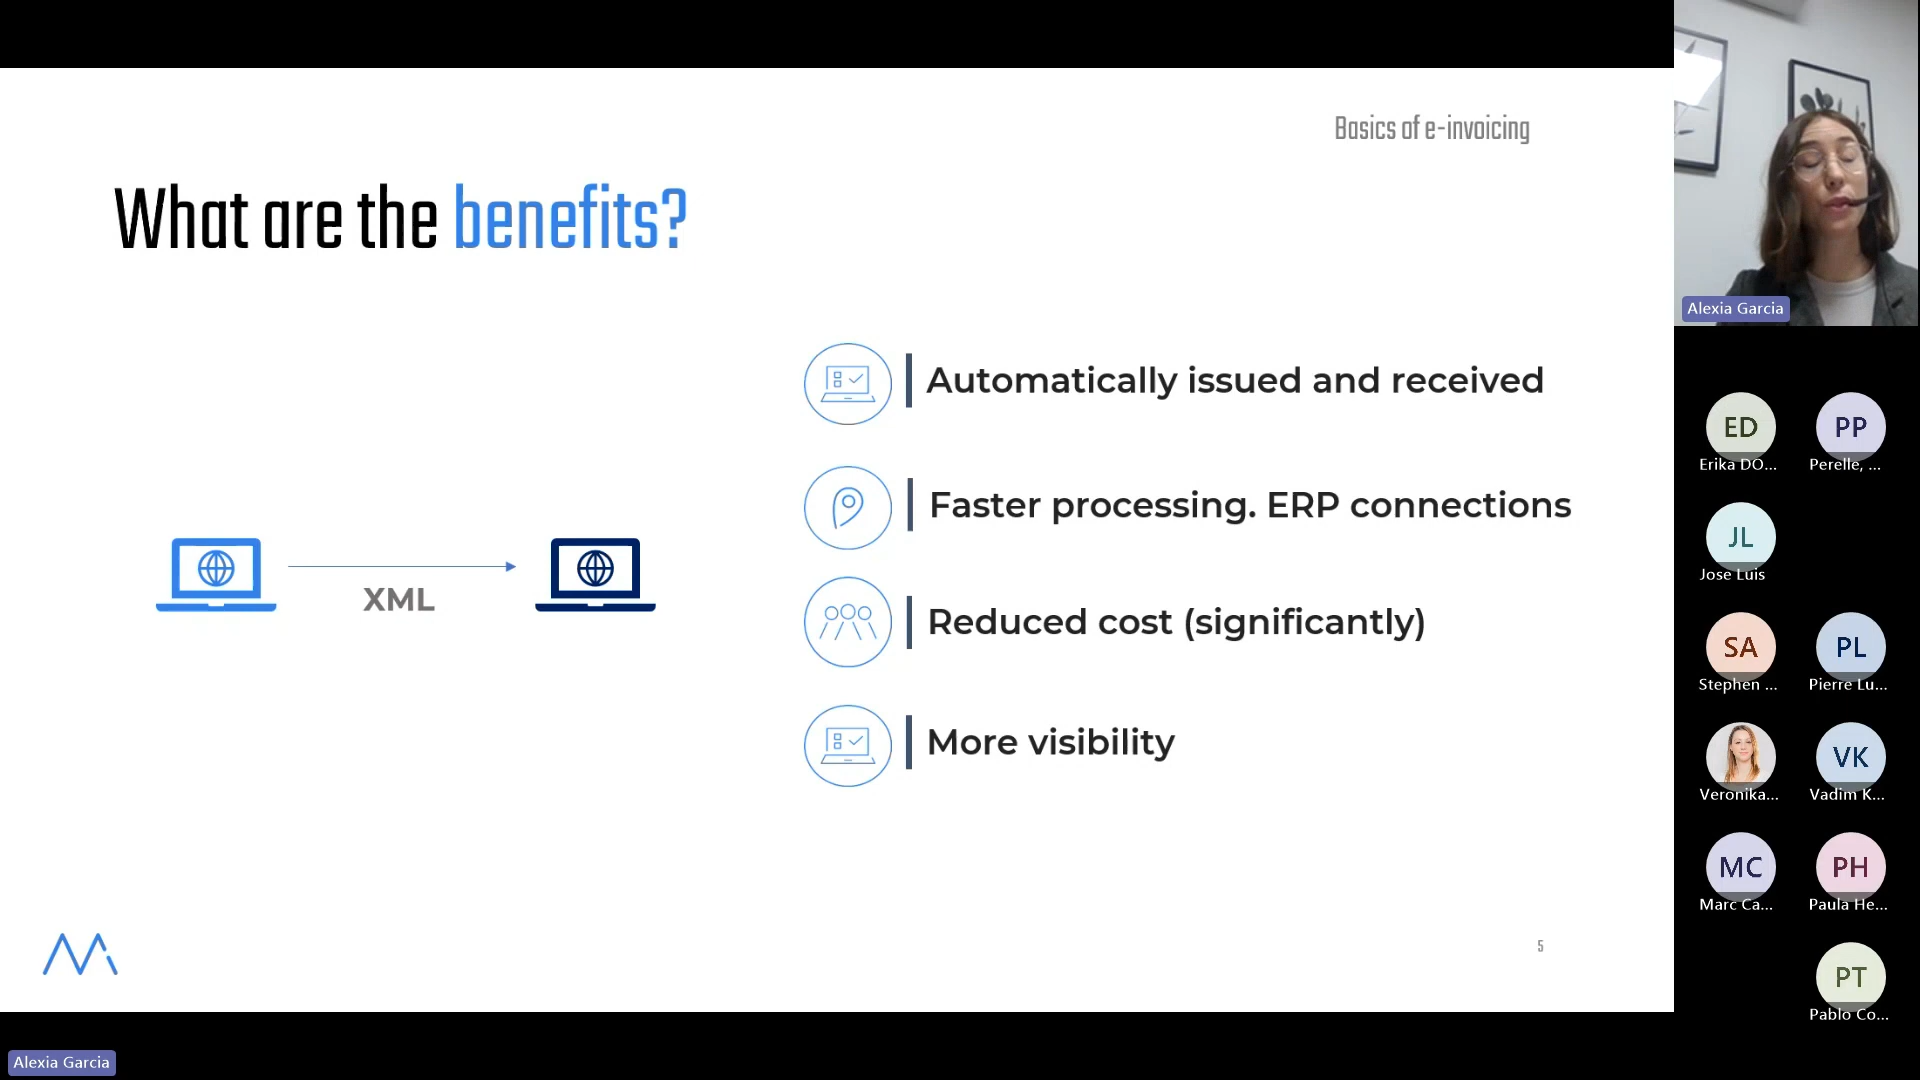 Basics of e-invoicing
What are the benefits?
Automatically issued and received
Faster processing. ERP connections
XML
Reduced cost (significantly)
More visibility
5
Alexia Garcia
Alexia Garcia
ED
Erika DO...
PP
Perelle, ...
JL
Jose Luis
SA
Stephen ...
PL
Pierre Lu...
Veronika...
VK
Vadim K...
MC
Marc Ca...
PH
Paula He...
PT
Pablo Co...